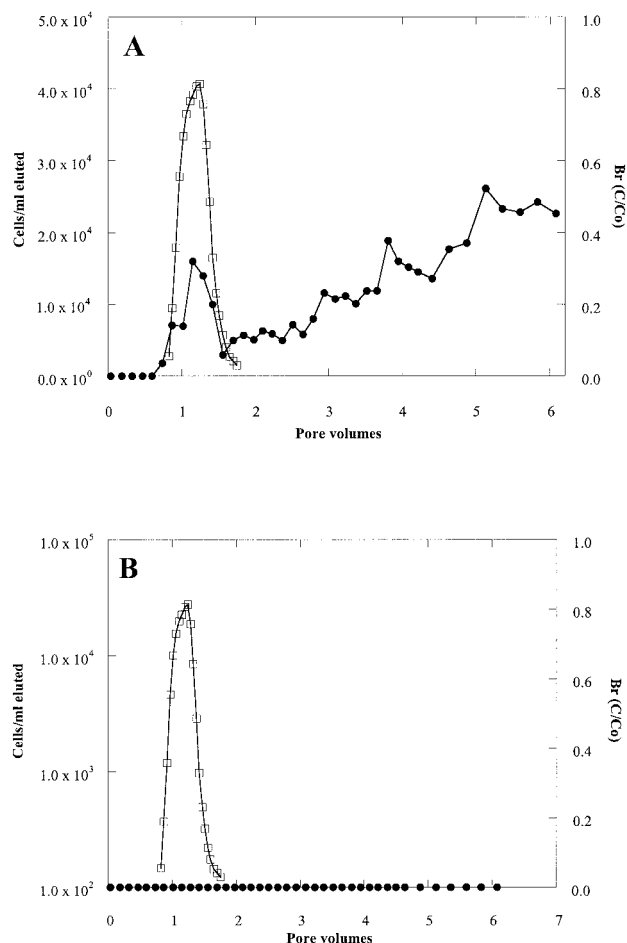 A
5.0 x 10⁴
4.0 x 10⁴
3.0 x 10⁴
2.0 x 10⁴
1.0 x 10⁴
0.0 x 10⁰
Cells/ml eluted
1.0
0.8
0.6
0.4
0.2
0.0
Br (C/Co)
0 1 2 3 4 5 6
Pore volumes
B
1.0 x 10⁵
1.0 x 10⁴
1.0 x 10³
1.0 x 10²
Cells/ml eluted
1.0
0.8
0.6
0.4
0.2
0.0
Br (C/Co)
0 1 2 3 4 5 6 7
Pore volumes